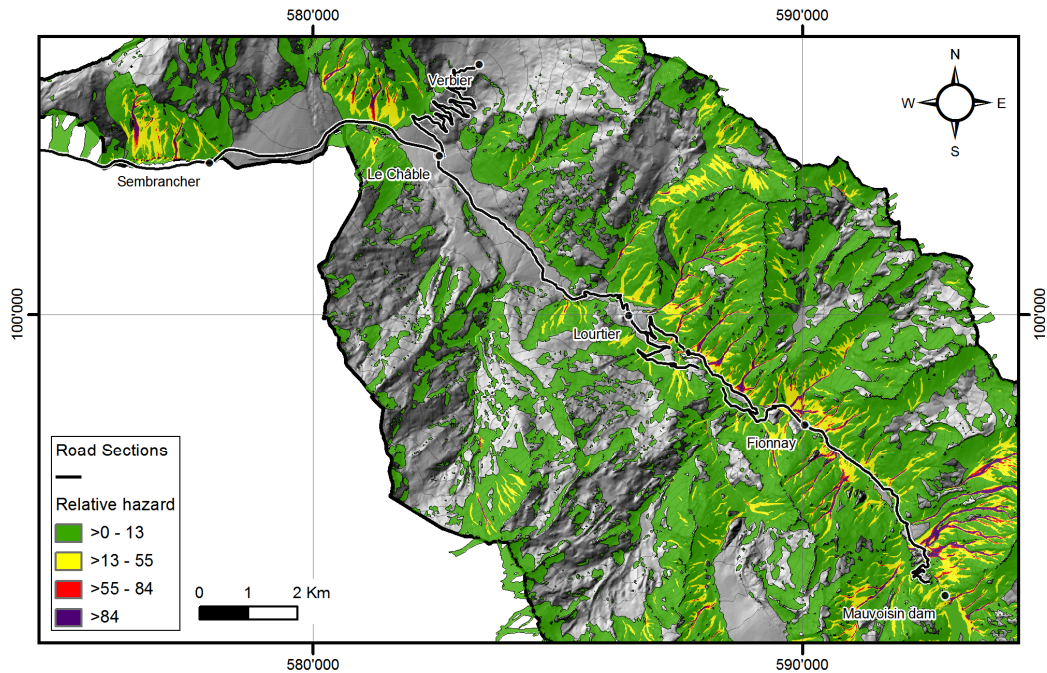 580'000
590'000
N
W
E
S
Verbier
Le Châble
Sembrancher
100'000
100'000
Lourtier
Fionnay
Mauvoisin dam
Road Sections
Relative hazard
>0 - 13
>13 - 55
>55 - 84
>84
0 1 2 Km
580'000
590'000